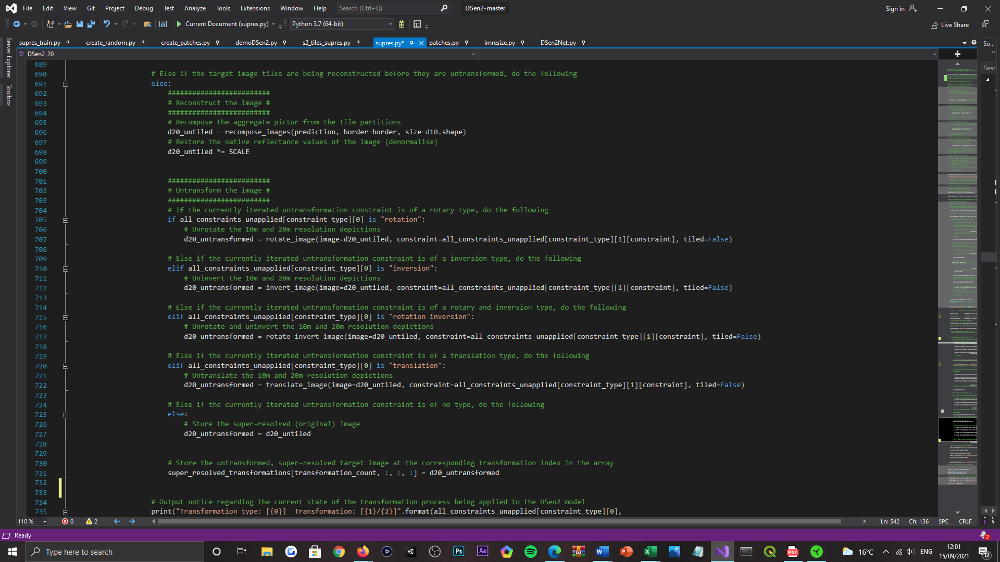 File Edit View Git Project Debug Test Analyze Tools Extensions Window Help Search (Ctrl+Q) DSen2-master Sign in
Current Document (supres.py) Python 3.7 (64-bit) Live Share
supres_train.py create_random.py create_patches.py demoDSen2.py s2_tiles_supres.py supres.py* patches.py imresize.py DSen2Net.py So...
DSen2_20
Server Explorer
Toolbox
Sear
689
690 # Else if the target image tiles are being reconstructed before they are untransformed, do the following
691 else:
692 #########################
693 # Reconstruct the image #
694 #########################
695 # Recompose the aggregate pictur from the tile partitions
696 d20_untiled = recompose_images(prediction, border=border, size=d10.shape)
697 # Restore the native reflectance values of the image (denormalise)
698 d20_untiled *= SCALE
699
700
701 #########################
702 # Untransform the image #
703 #########################
704 # If the currently iterated untransformation constraint is of a rotary type, do the following
705 if all_constraints_unapplied[constraint_type][0] is "rotation":
706 # Unrotate the 10m and 20m resolution depictions
707 d20_untransformed = rotate_image(image=d20_untiled, constraint=all_constraints_unapplied[constraint_type][1][constraint], tiled=False)
708
709 # Else if the currently iterated untransformation constraint is of a inversion type, do the following
710 elif all_constraints_unapplied[constraint_type][0] is "inversion":
711 # Uninvert the 10m and 20m resolution depictions
712 d20_untransformed = invert_image(image=d20_untiled, constraint=all_constraints_unapplied[constraint_type][1][constraint], tiled=False)
713
714 # Else if the currently iterated untransformation constraint is of a rotary and inversion type, do the following
715 elif all_constraints_unapplied[constraint_type][0] is "rotation inversion":
716 # Unrotate and uninvert the 10m and 20m resolution depictions
717 d20_untransformed = rotate_invert_image(image=d20_untiled, constraint=all_constraints_unapplied[constraint_type][1][constraint], tiled=False)
718
719 # Else if the currently iterated untransformation constraint is of a translation type, do the following
720 elif all_constraints_unapplied[constraint_type][0] is "translation":
721 # Untranslate the 10m and 20m resolution depictions
722 d20_untransformed = translate_image(image=d20_untiled, constraint=all_constraints_unapplied[constraint_type][1][constraint], tiled=False)
723
724 # Else if the currently iterated untransformation constraint is of no type, do the following
725 else:
726 # Store the super-resolved (original) image
727 d20_untransformed = d20_untiled
728
729
730 # Store the untransformed, super-resolved target image at the corresponding transformation index in the array
731 super_resolved_transformations[transformation_count, :, :, :] = d20_untransformed
732
733
734 # Output notice regarding the current state of the transformation process being applied to the DSen2 model
735 print("Transformation type: [{0}]  Transformation: [{1}/{2}]".format(all_constraints_unapplied[constraint_type][0],
110 % 0 2 Ln: 542 Ch: 136 SPC CRLF
Ready 2
Type here to search Ps Ae PDF 16°C ENG 12:01
15/09/2021 12